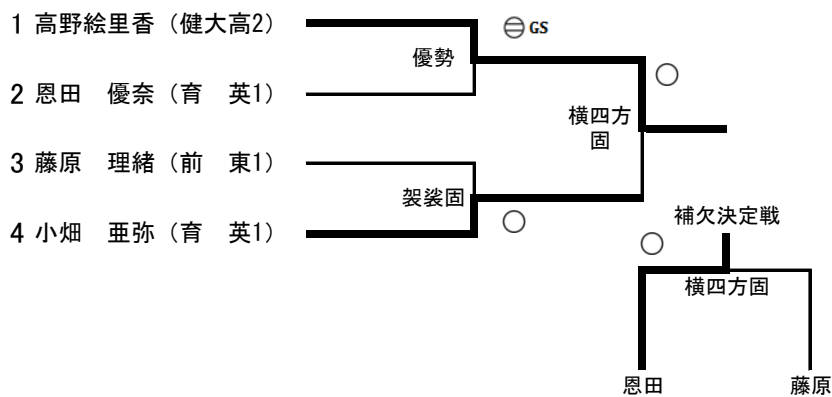 1 高野絵里香（健大高2）
GS
優勢
2 恩田　優奈（育　英1）
横四方
固
3 藤原　理緒（前　東1）
袈裟固
4 小畑　亜弥（育　英1）
補欠決定戦
横四方固
恩田
藤原